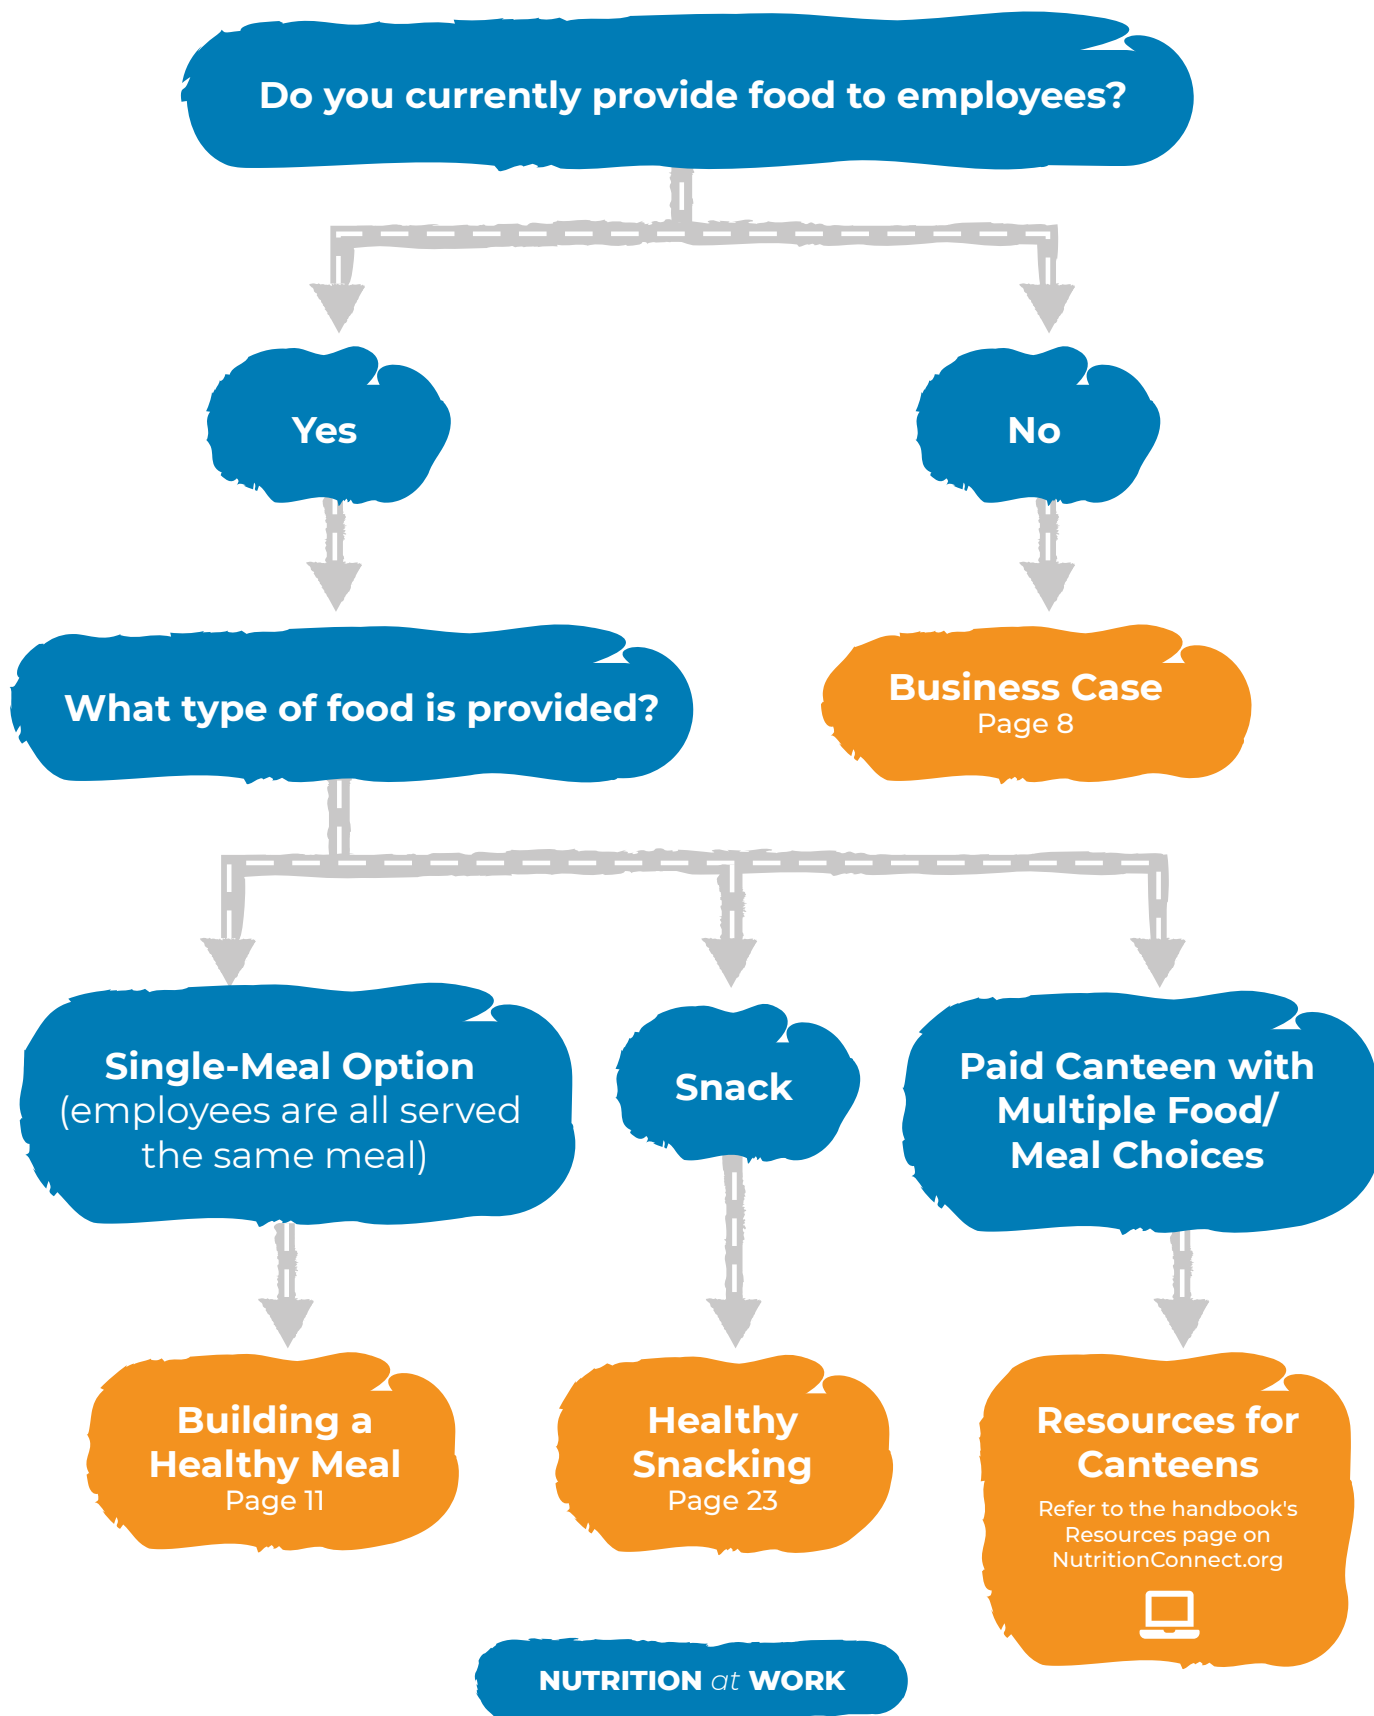 Do you currently provide food to employees?
Yes
No
What type of food is provided?
Business Case
Page 8
Single-Meal Option
(employees are all served
the same meal)
Snack
Paid Canteen with
Multiple Food/
Meal Choices
Building a
Healthy Meal
Page 11
Healthy
Snacking
Page 23
Resources for
Canteens
Refer to the handbook's
Resources page on
NutritionConnect.org
NUTRITION at WORK